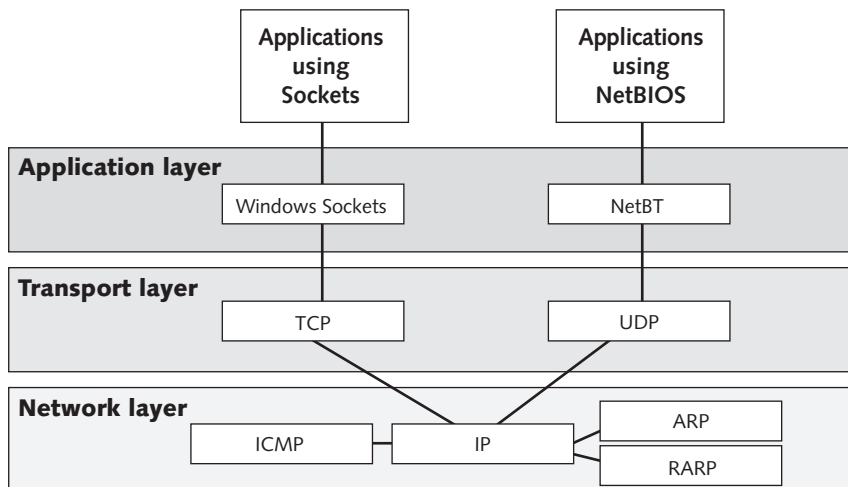 Applications
using
Sockets
Applications
using
NetBIOS
Application layer
Windows Sockets
NetBT
Transport layer
TCP
UDP
Network layer
ICMP
IP
ARP
RARP